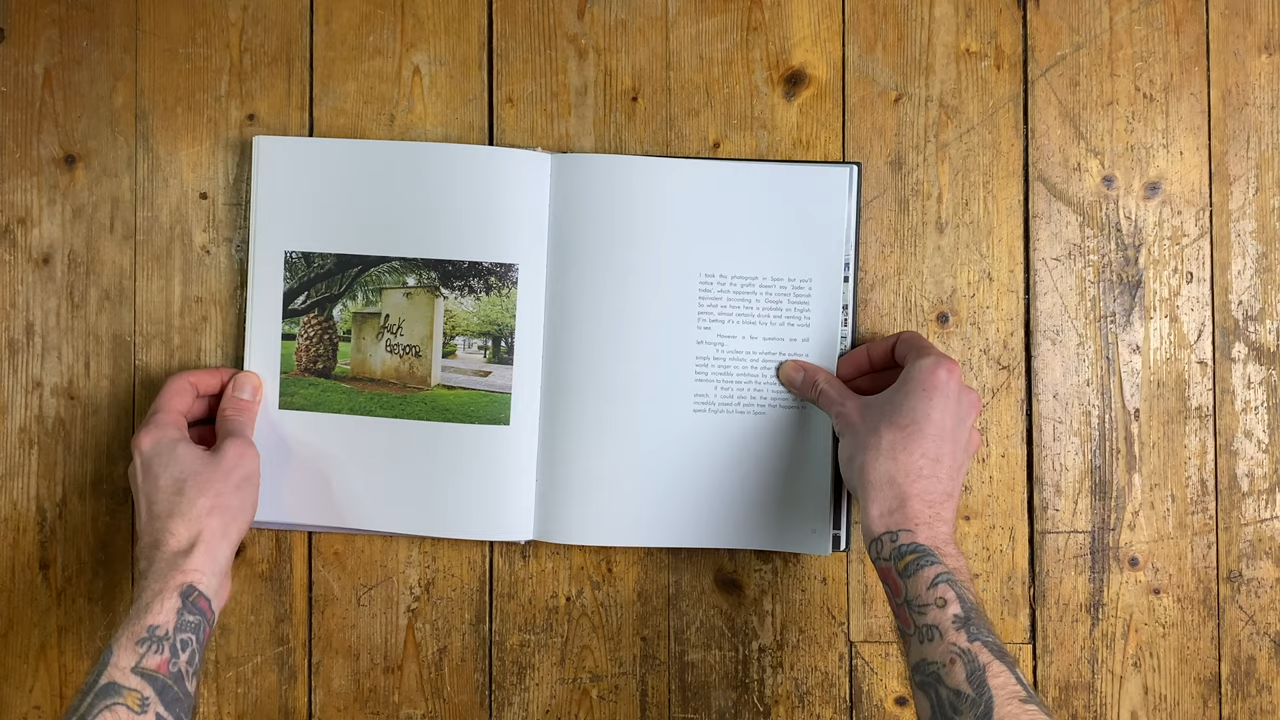 fuck
Everyone
I took this photograph in Spain but you'll
notice that the graffiti doesn't say 'Joder a
todos', which apparently is the correct Spanish
equivalent (according to Google Translate).
So what we have here is probably an English
person, almost certainly drunk and venting his
(I'm betting it's a bloke) fury for all the world
to see.
However a few questions are still
left hanging...
It is unclear as to whether the author is
simply being nihilistic and damning the
world in anger or, on the other
being incredibly ambitious by
intention to have sex with the whole
If that's not it then I
stretch, it could also be the opinion of
incredibly pissed-off palm tree that happens to
speak English but lives in Spain.